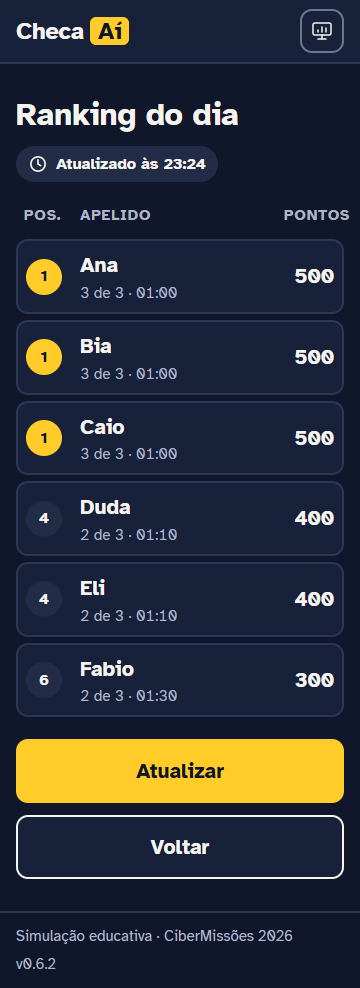 Checa Aí
Ranking do dia
Atualizado às 23:24
POS. APELIDO PONTOS
1 Ana 500
3 de 3 · 01:00
1 Bia 500
3 de 3 · 01:00
1 Caio 500
3 de 3 · 01:00
4 Duda 400
2 de 3 · 01:10
4 Eli 400
2 de 3 · 01:10
6 Fabio 300
2 de 3 · 01:30
Atualizar
Voltar
Simulação educativa · CiberMissões 2026
v0.6.2